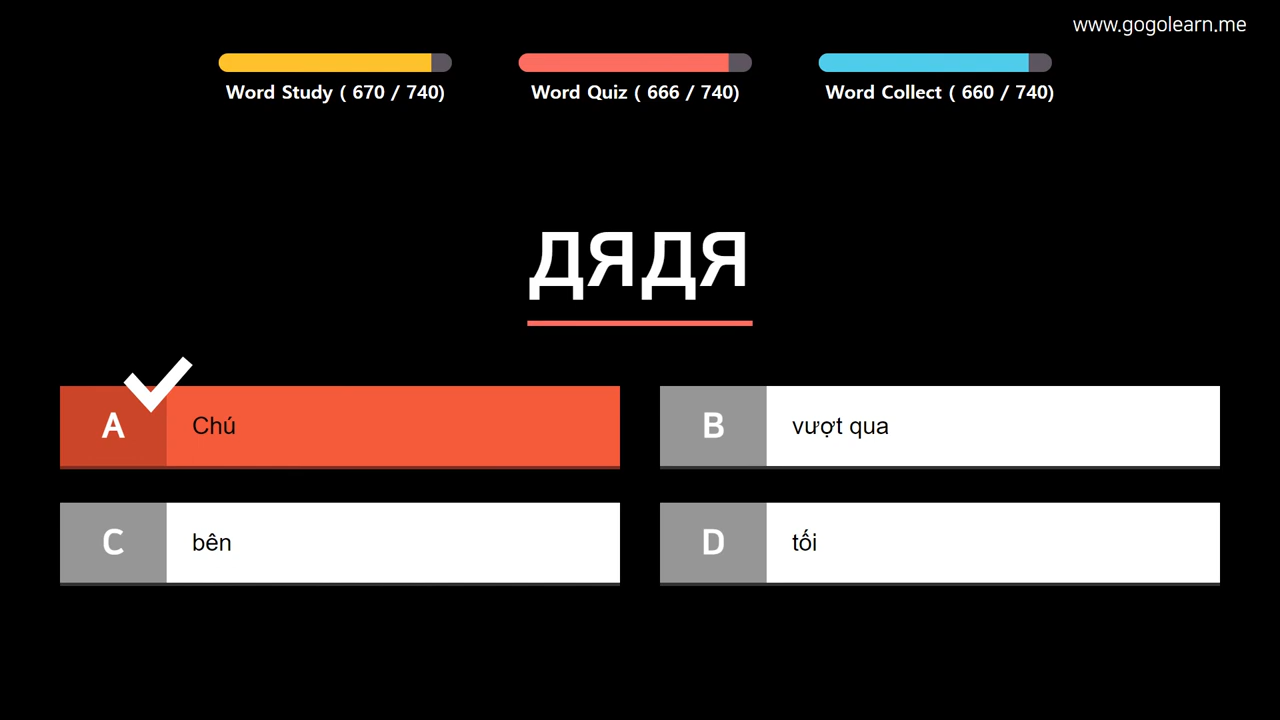 www.gogolearn.me
Word Study ( 670 / 740)
Word Quiz ( 666 / 740)
Word Collect ( 660 / 740)
дядя
A
Chú
B
vượt qua
C
bên
D
tối